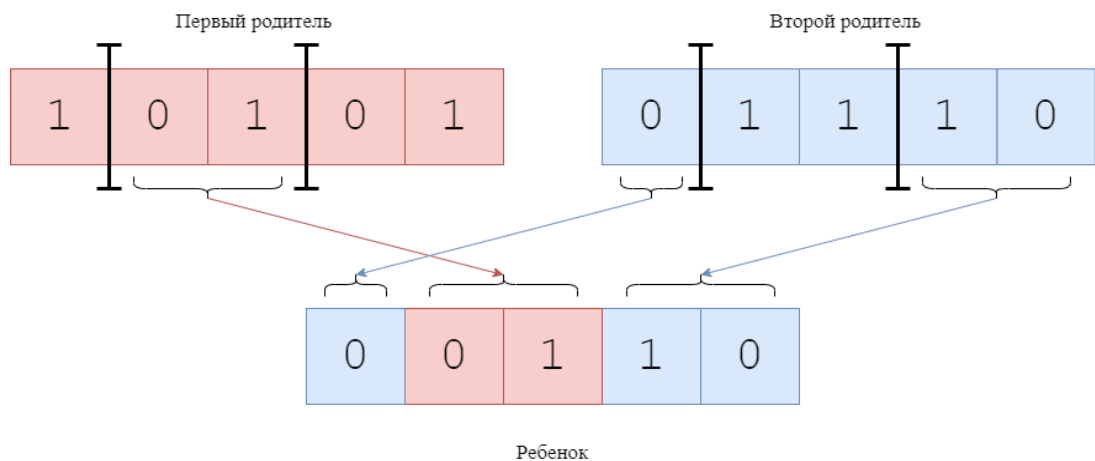 Первый родитель
Второй родитель
1 0 1 0 1
0 1 1 1 0
0 0 1 1 0
Ребенок